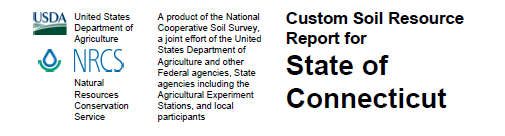 USDA
United States
Department of
Agriculture
NRCS
Natural
Resources
Conservation
Service
A product of the National
Cooperative Soil Survey,
a joint effort of the United
States Department of
Agriculture and other
Federal agencies, State
agencies including the
Agricultural Experiment
Stations, and local
participants
Custom Soil Resource
Report for
State of
Connecticut